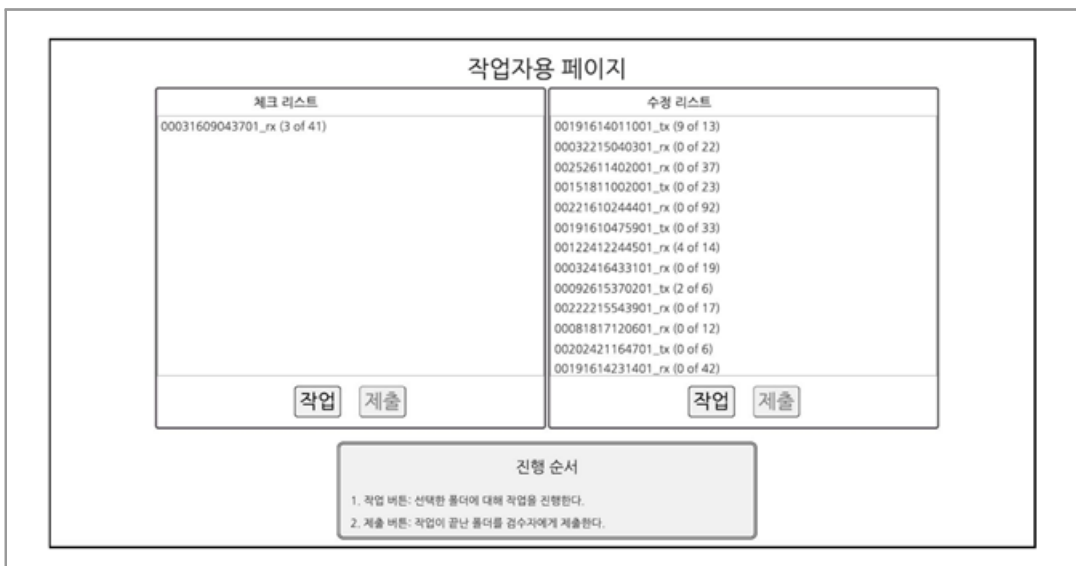 작업자용 페이지
체크 리스트
00031609043701_rx (3 of 41)
작업 제출
수정 리스트
00191614011001_tx (9 of 13)
00032215040301_rx (0 of 22)
00252611402001_rx (0 of 37)
00151811002001_tx (0 of 23)
00221610244401_rx (0 of 92)
00191610475901_tx (0 of 33)
00122412244501_rx (4 of 14)
00032416433101_rx (0 of 19)
00092615370201_tx (2 of 6)
00222215543901_rx (0 of 17)
00081817120601_rx (0 of 12)
00202421164701_tx (0 of 6)
00191614231401_rx (0 of 42)
작업 제출
진행 순서
1. 작업 버튼: 선택한 폴더에 대해 작업을 진행한다.
2. 제출 버튼: 작업이 끝난 폴더를 검수자에게 제출한다.